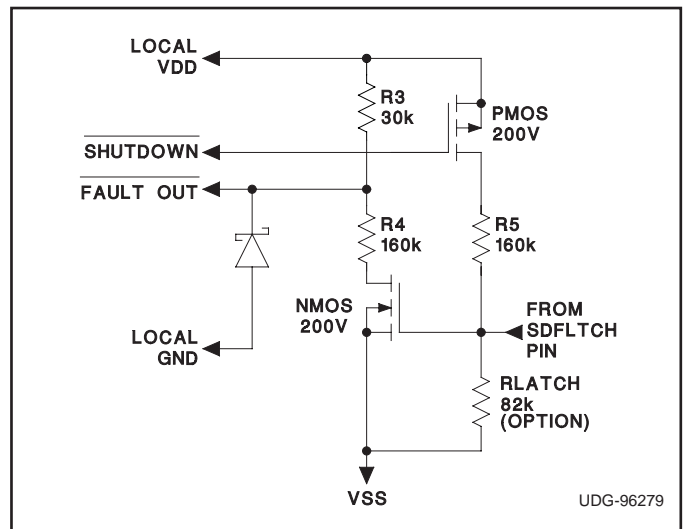 LOCAL
VDD
R3
30k
PMOS
200V
SHUTDOWN
FAULT OUT
R4
160k
R5
160k
NMOS
200V
FROM
SDFLTCH
PIN
LOCAL
GND
RLATCH
82k
(OPTION)
VSS
UDG-96279